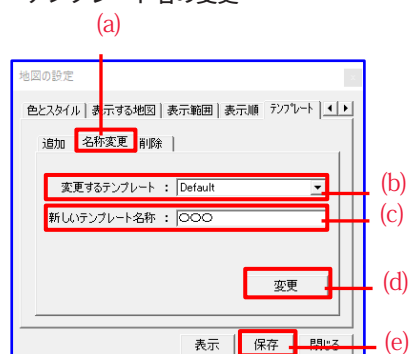 テンプレート名の変更
(a)
地図の設定
色とスタイル 表示する地図 表示範囲 表示順 テンプレート
追加 名称変更 削除
変更するテンプレート : Default (b)
新しいテンプレート名称 : 〇〇〇 (c)
変更 (d)
表示 保存 閉じる (e)